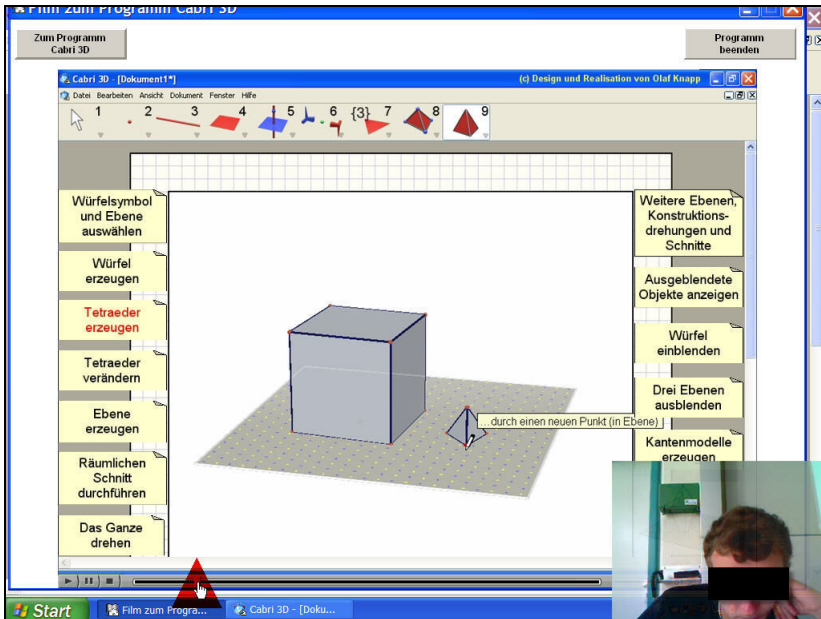 Film zum Programm Cabri 3D
Zum Programm
Cabri 3D
Programm
beenden
Cabri 3D - [Dokument1*]
(c) Design und Realisation von Olaf Knapp
Datei Bearbeiten Ansicht Dokument Fenster Hilfe
1 2 3 4 5 6 {3} 7 8 9
Würfelsymbol
und Ebene
auswählen
Würfel
erzeugen
Tetraeder
erzeugen
Tetraeder
verändern
Ebene
erzeugen
Räumlichen
Schnitt
durchführen
Das Ganze
drehen
...durch einen neuen Punkt (in Ebene)
Weitere Ebenen,
Konstruktions-
drehungen und
Schnitte
Ausgeblendete
Objekte anzeigen
Würfel
einblenden
Drei Ebenen
ausblenden
Kantenmodelle
erzeugen
Start
Film zum Progra...
Cabri 3D - [Doku...